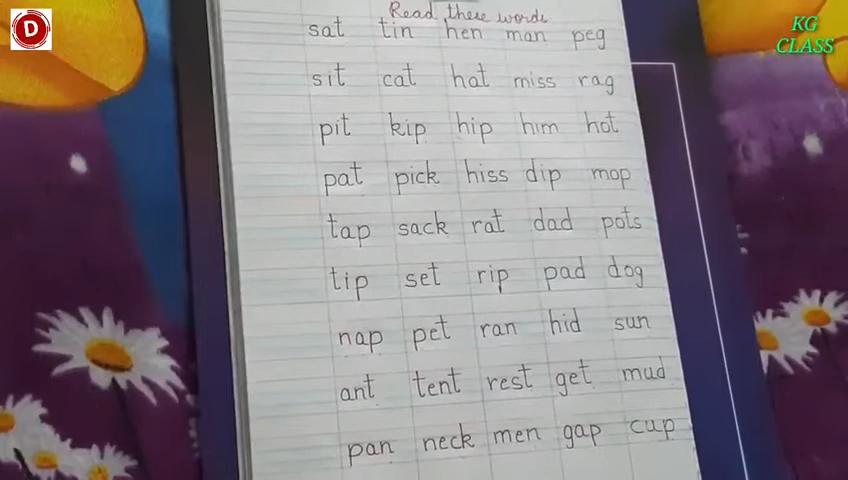 D
KG
CLASS
Read these words
sat tin hen man peg
sit cat hat miss rag
pit kip hip him hot
pat pick hiss dip mop
tap sack rat dad pots
tip set rip pad dog
nap pet ran hid sun
ant tent rest get mud
pan neck men gap cup